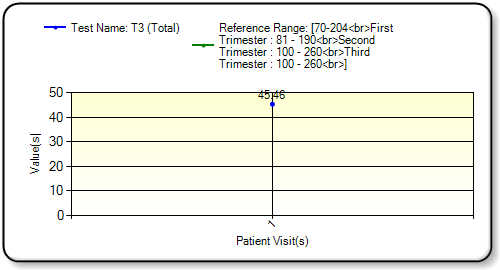 Test Name: T3 (Total)
Reference Range: [70-204<br>First
Trimester : 81 - 190<br>Second
Trimester : 100 - 260<br>Third
Trimester : 100 - 260<br>]
45.46
50
40
30
20
10
0
Value(s)
1
Patient Visit(s)